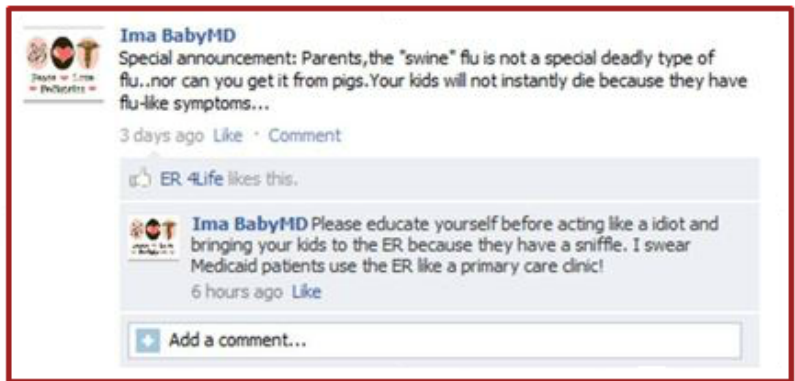 Ima BabyMD
Special announcement: Parents,the "swine" flu is not a special deadly type of
flu..nor can you get it from pigs.Your kids will not instantly die because they have
flu-like symptoms...
3 days ago Like · Comment
ER 4Life likes this.
Ima BabyMD Please educate yourself before acting like a idiot and
bringing your kids to the ER because they have a sniffle. I swear
Medicaid patients use the ER like a primary care clinic!
6 hours ago Like
Add a comment...